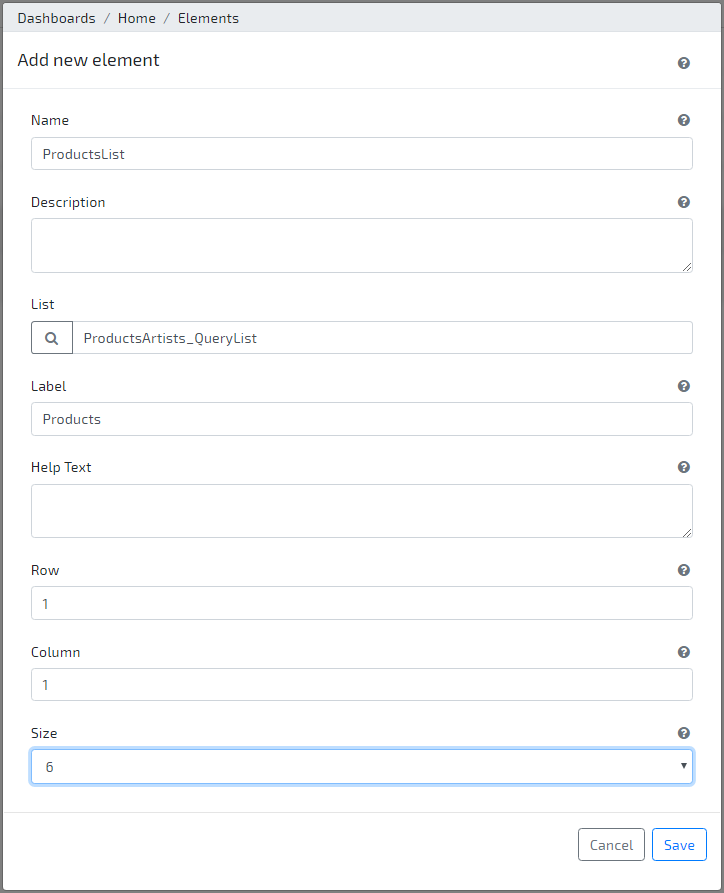 Dashboards / Home / Elements
Add new element
Name
ProductsList
Description
List
ProductsArtists_QueryList
Label
Products
Help Text
Row
1
Column
1
Size
6
Cancel Save